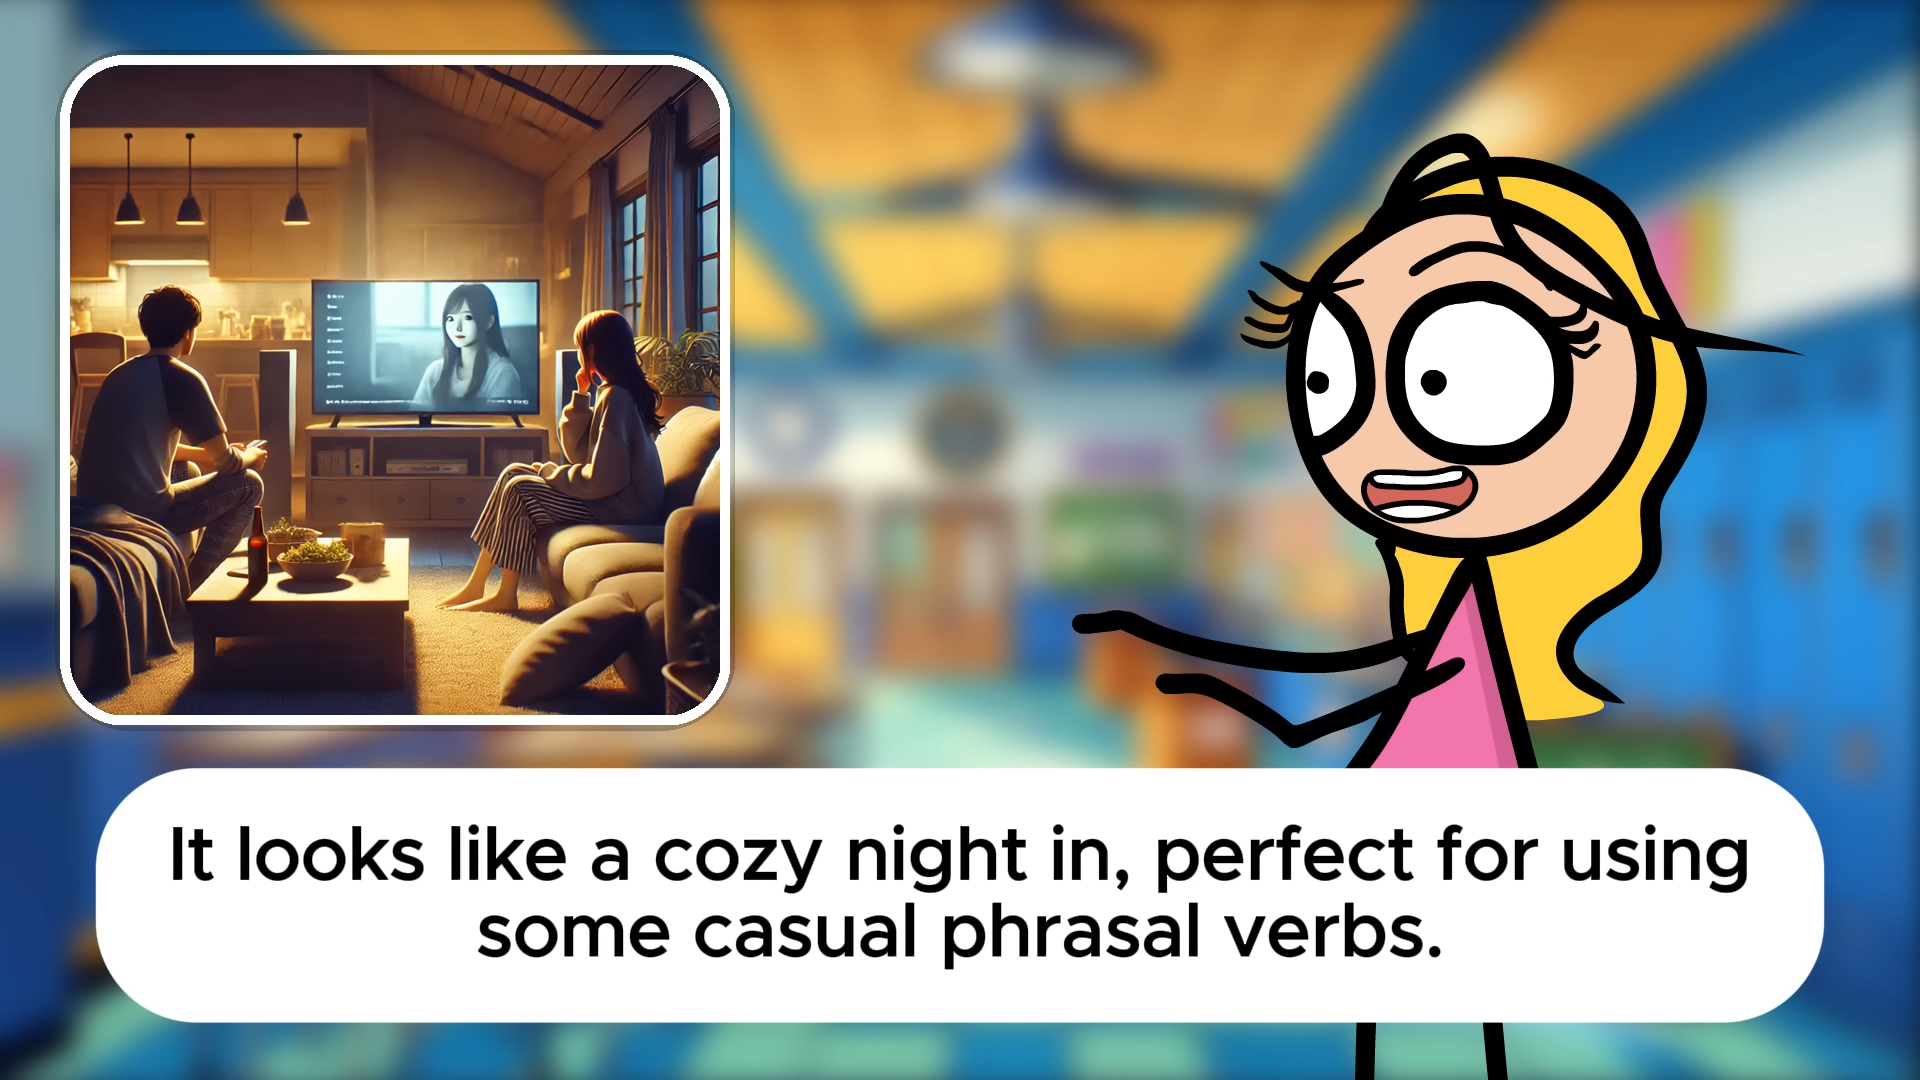 It looks like a cozy night in, perfect for using
some casual phrasal verbs.